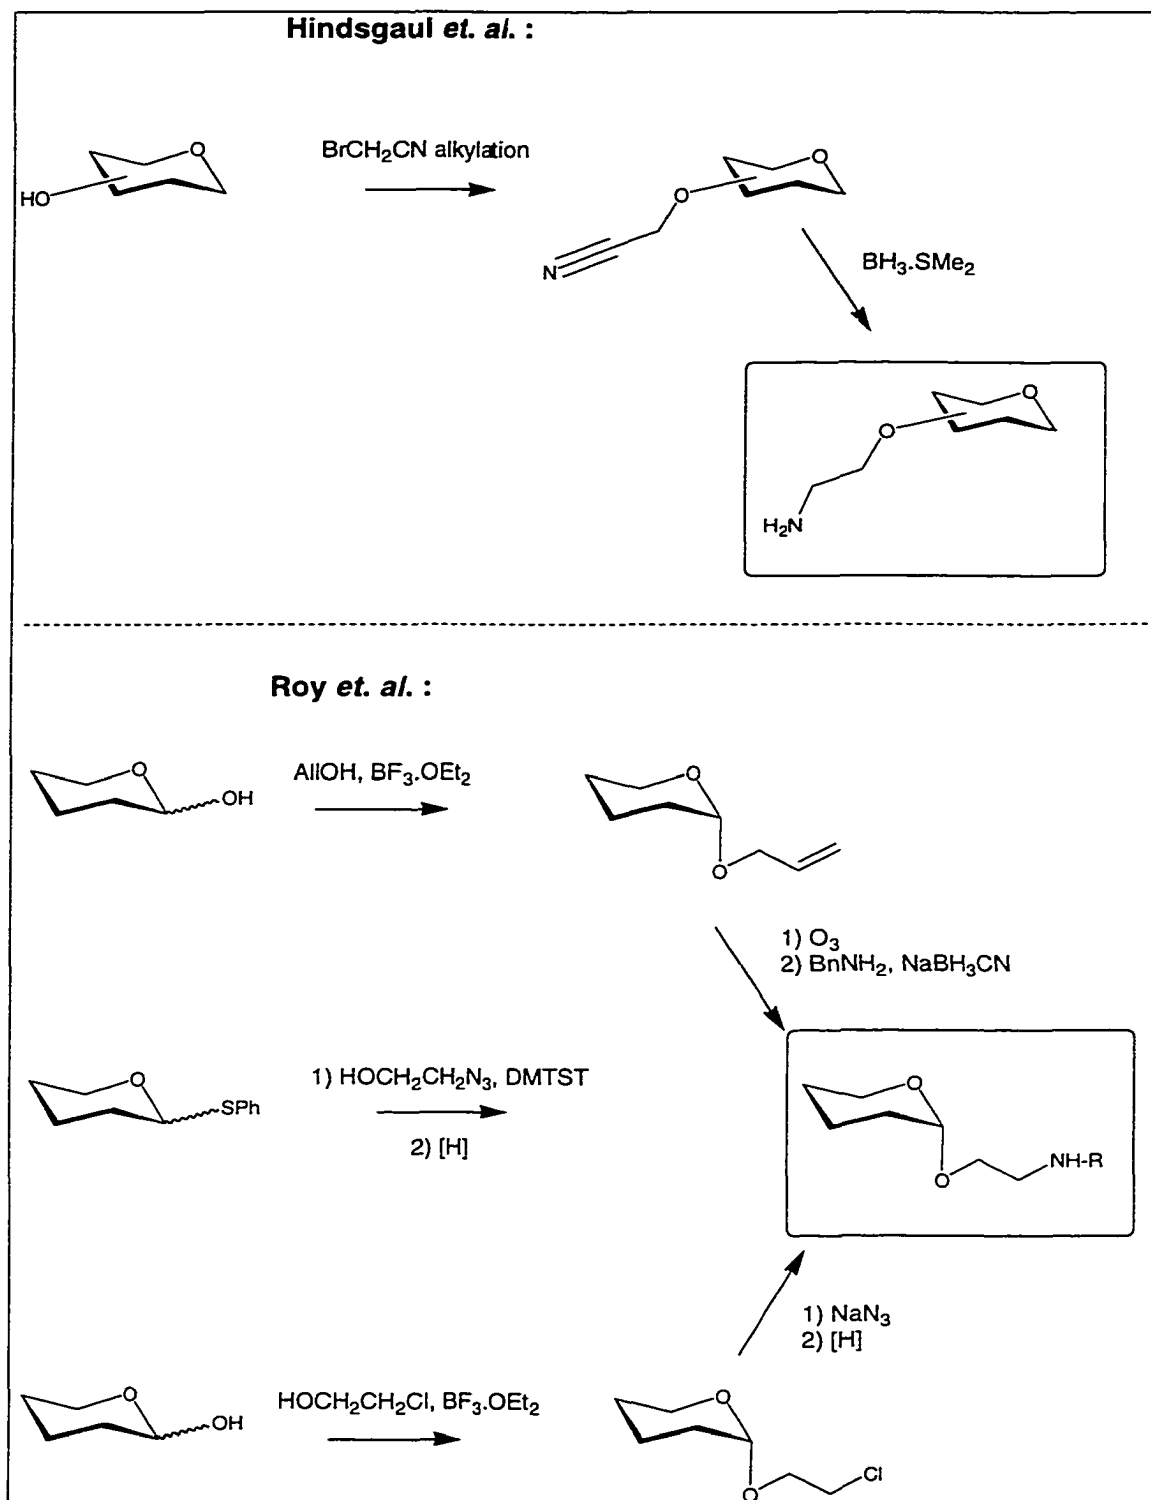 Hindsgaul et. al. :
BrCH₂CN alkylation
O
HO
O
O
N
BH₃.SMe₂
O
O
H₂N
Roy et. al. :
AllOH, BF₃.OEt₂
O
OH
O
O
1) O₃
2) BnNH₂, NaBH₃CN
1) HOCH₂CH₂N₃, DMTST
2) [H]
O
SPh
O
O
NH-R
1) NaN₃
2) [H]
HOCH₂CH₂Cl, BF₃.OEt₂
O
OH
O
O
Cl